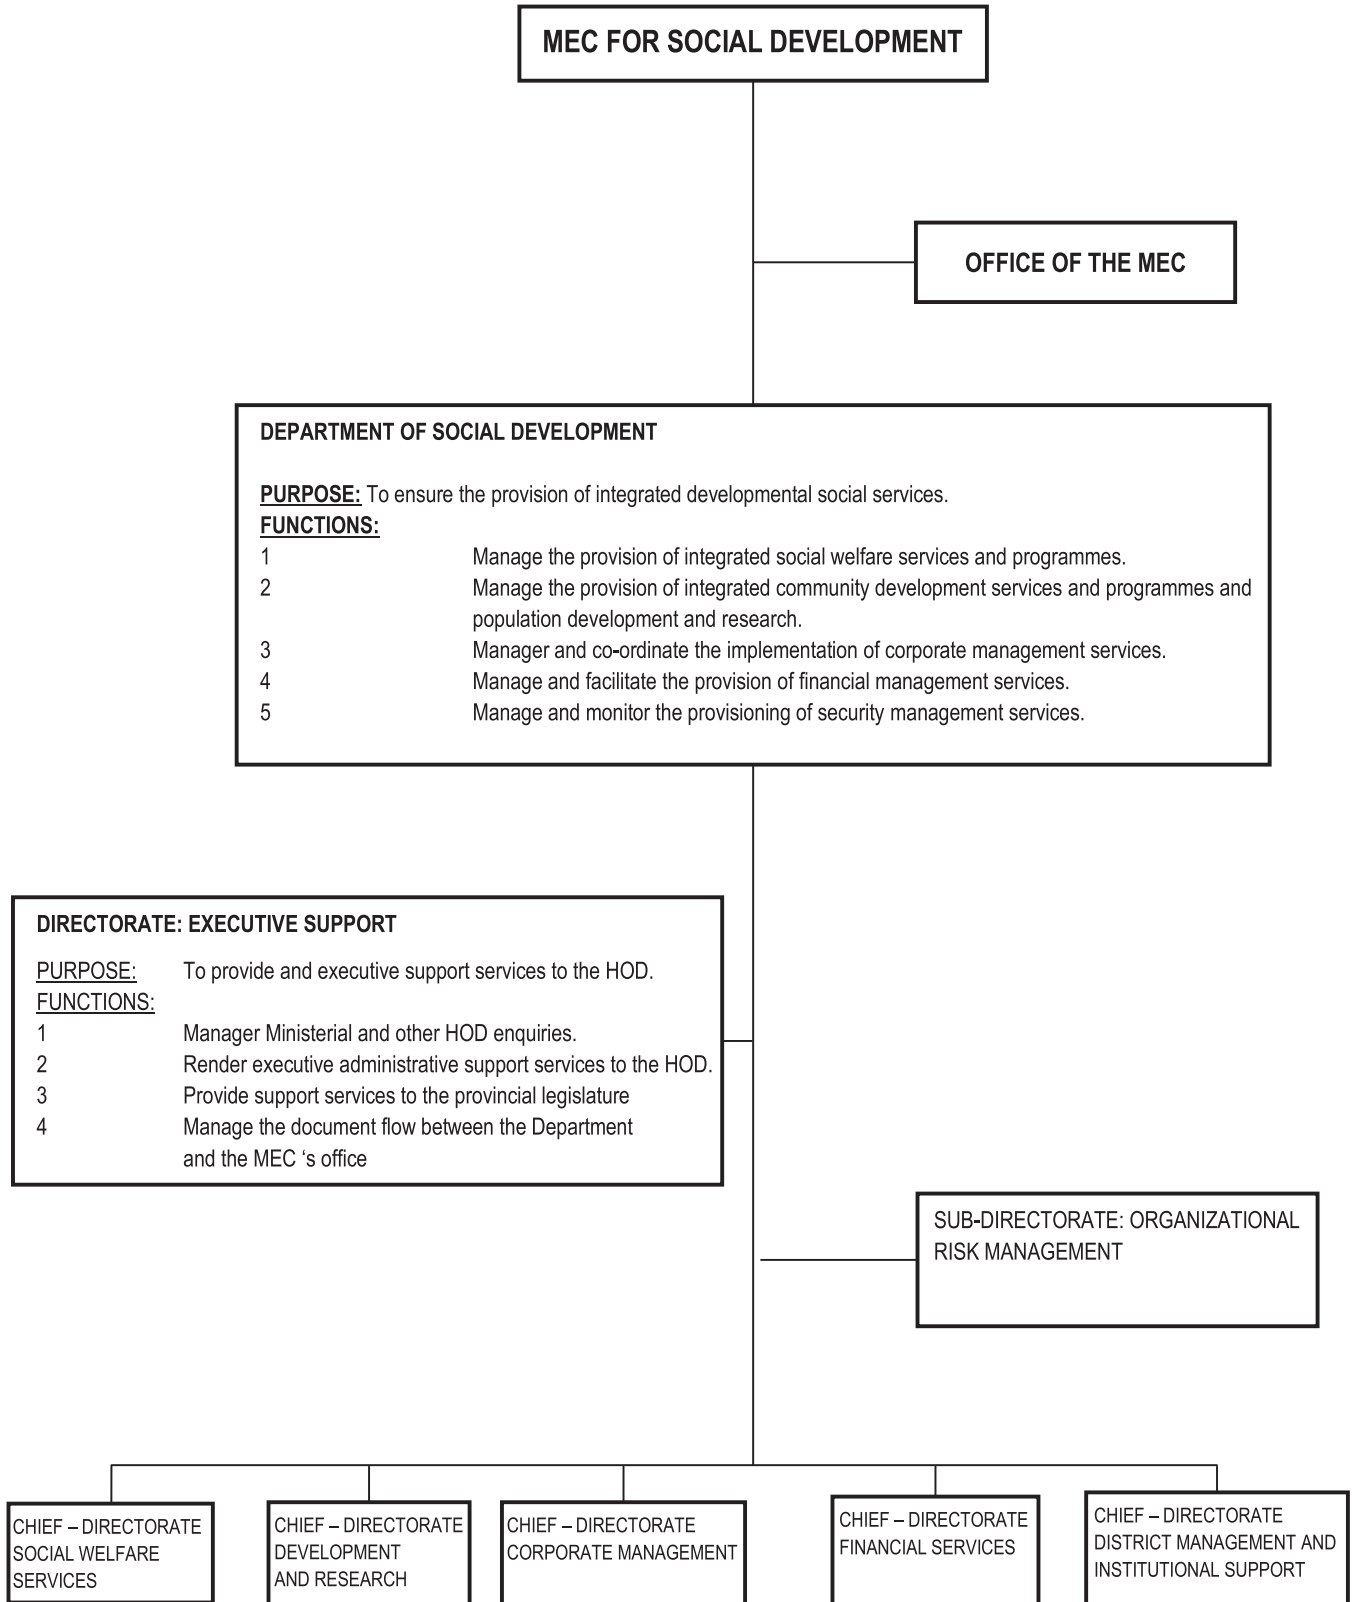 MEC FOR SOCIAL DEVELOPMENT
OFFICE OF THE MEC
DEPARTMENT OF SOCIAL DEVELOPMENT
PURPOSE: To ensure the provision of integrated developmental social services.
FUNCTIONS:
1 Manage the provision of integrated social welfare services and programmes.
2 Manage the provision of integrated community development services and programmes and
population development and research.
3 Manager and co-ordinate the implementation of corporate management services.
4 Manage and facilitate the provision of financial management services.
5 Manage and monitor the provisioning of security management services.
DIRECTORATE: EXECUTIVE SUPPORT
PURPOSE: To provide and executive support services to the HOD.
FUNCTIONS:
1 Manager Ministerial and other HOD enquiries.
2 Render executive administrative support services to the HOD.
3 Provide support services to the provincial legislature
4 Manage the document flow between the Department
and the MEC ‘s office
SUB-DIRECTORATE: ORGANIZATIONAL
RISK MANAGEMENT
CHIEF – DIRECTORATE
SOCIAL WELFARE
SERVICES
CHIEF – DIRECTORATE
DEVELOPMENT
AND RESEARCH
CHIEF – DIRECTORATE
CORPORATE MANAGEMENT
CHIEF – DIRECTORATE
FINANCIAL SERVICES
CHIEF – DIRECTORATE
DISTRICT MANAGEMENT AND
INSTITUTIONAL SUPPORT